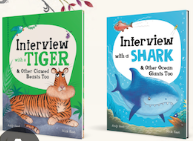 Interview
with a
TIGER
& Other Clawed
Beasts Too
Interview
with a
SHARK
& Other Ocean
Giants Too